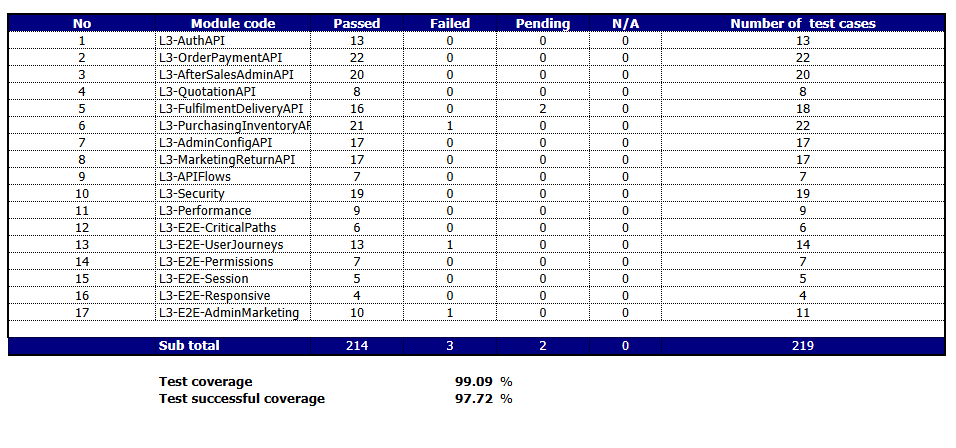 No Module code Passed Failed Pending N/A Number of test cases
1 L3-AuthAPI 13 0 0 0 13
2 L3-OrderPaymentAPI 22 0 0 0 22
3 L3-AfterSalesAdminAPI 20 0 0 0 20
4 L3-QuotationAPI 8 0 0 0 8
5 L3-FulfilmentDeliveryAPI 16 0 2 0 18
6 L3-PurchasingInventoryAP 21 1 0 0 22
7 L3-AdminConfigAPI 17 0 0 0 17
8 L3-MarketingReturnAPI 17 0 0 0 17
9 L3-APIFlows 7 0 0 0 7
10 L3-Security 19 0 0 0 19
11 L3-Performance 9 0 0 0 9
12 L3-E2E-CriticalPaths 6 0 0 0 6
13 L3-E2E-UserJourneys 13 1 0 0 14
14 L3-E2E-Permissions 7 0 0 0 7
15 L3-E2E-Session 5 0 0 0 5
16 L3-E2E-Responsive 4 0 0 0 4
17 L3-E2E-AdminMarketing 10 1 0 0 11
Sub total 214 3 2 0 219
Test coverage 99.09 %
Test successful coverage 97.72 %